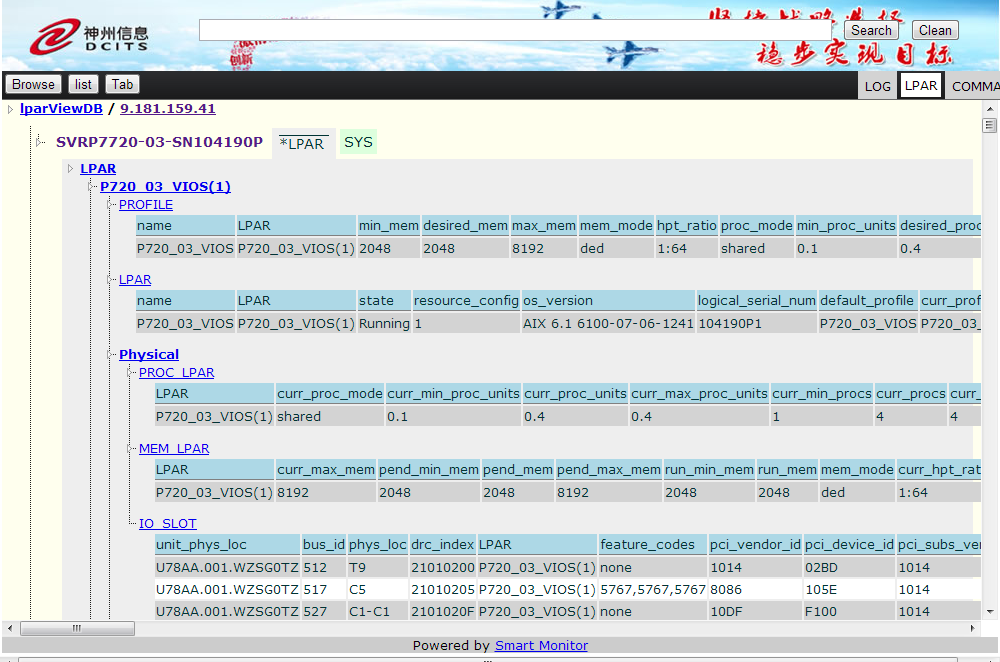 神州信息
DCITS
创新
坚持战略选择
稳步实现目标
Search Clean
Browse list Tab LOG LPAR COMMA
lparViewDB / 9.181.159.41
SVRP7720-03-SN104190P *LPAR SYS
LPAR
P720_03_VIOS(1)
PROFILE
name LPAR min_mem desired_mem max_mem mem_mode hpt_ratio proc_mode min_proc_units desired_proc
P720_03_VIOS P720_03_VIOS(1) 2048 2048 8192 ded 1:64 shared 0.1 0.4
LPAR
name LPAR state resource_config os_version logical_serial_num default_profile curr_prof
P720_03_VIOS P720_03_VIOS(1) Running 1 AIX 6.1 6100-07-06-1241 104190P1 P720_03_VIOS P720_03_
Physical
PROC_LPAR
LPAR curr_proc_mode curr_min_proc_units curr_proc_units curr_max_proc_units curr_min_procs curr_procs curr_
P720_03_VIOS(1) shared 0.1 0.4 0.4 1 4 4
MEM_LPAR
LPAR curr_max_mem pend_min_mem pend_mem pend_max_mem run_min_mem run_mem mem_mode curr_hpt_rat
P720_03_VIOS(1) 8192 2048 2048 8192 2048 2048 ded 1:64
IO_SLOT
unit_phys_loc bus_id phys_loc drc_index LPAR feature_codes pci_vendor_id pci_device_id pci_subs_ve
U78AA.001.WZSG0TZ 512 T9 21010200 P720_03_VIOS(1) none 1014 02BD 1014
U78AA.001.WZSG0TZ 517 C5 21010205 P720_03_VIOS(1) 5767,5767,5767 8086 105E 1014
U78AA.001.WZSG0TZ 527 C1-C1 2101020F P720_03_VIOS(1) none 10DF F100 1014
Powered by Smart Monitor